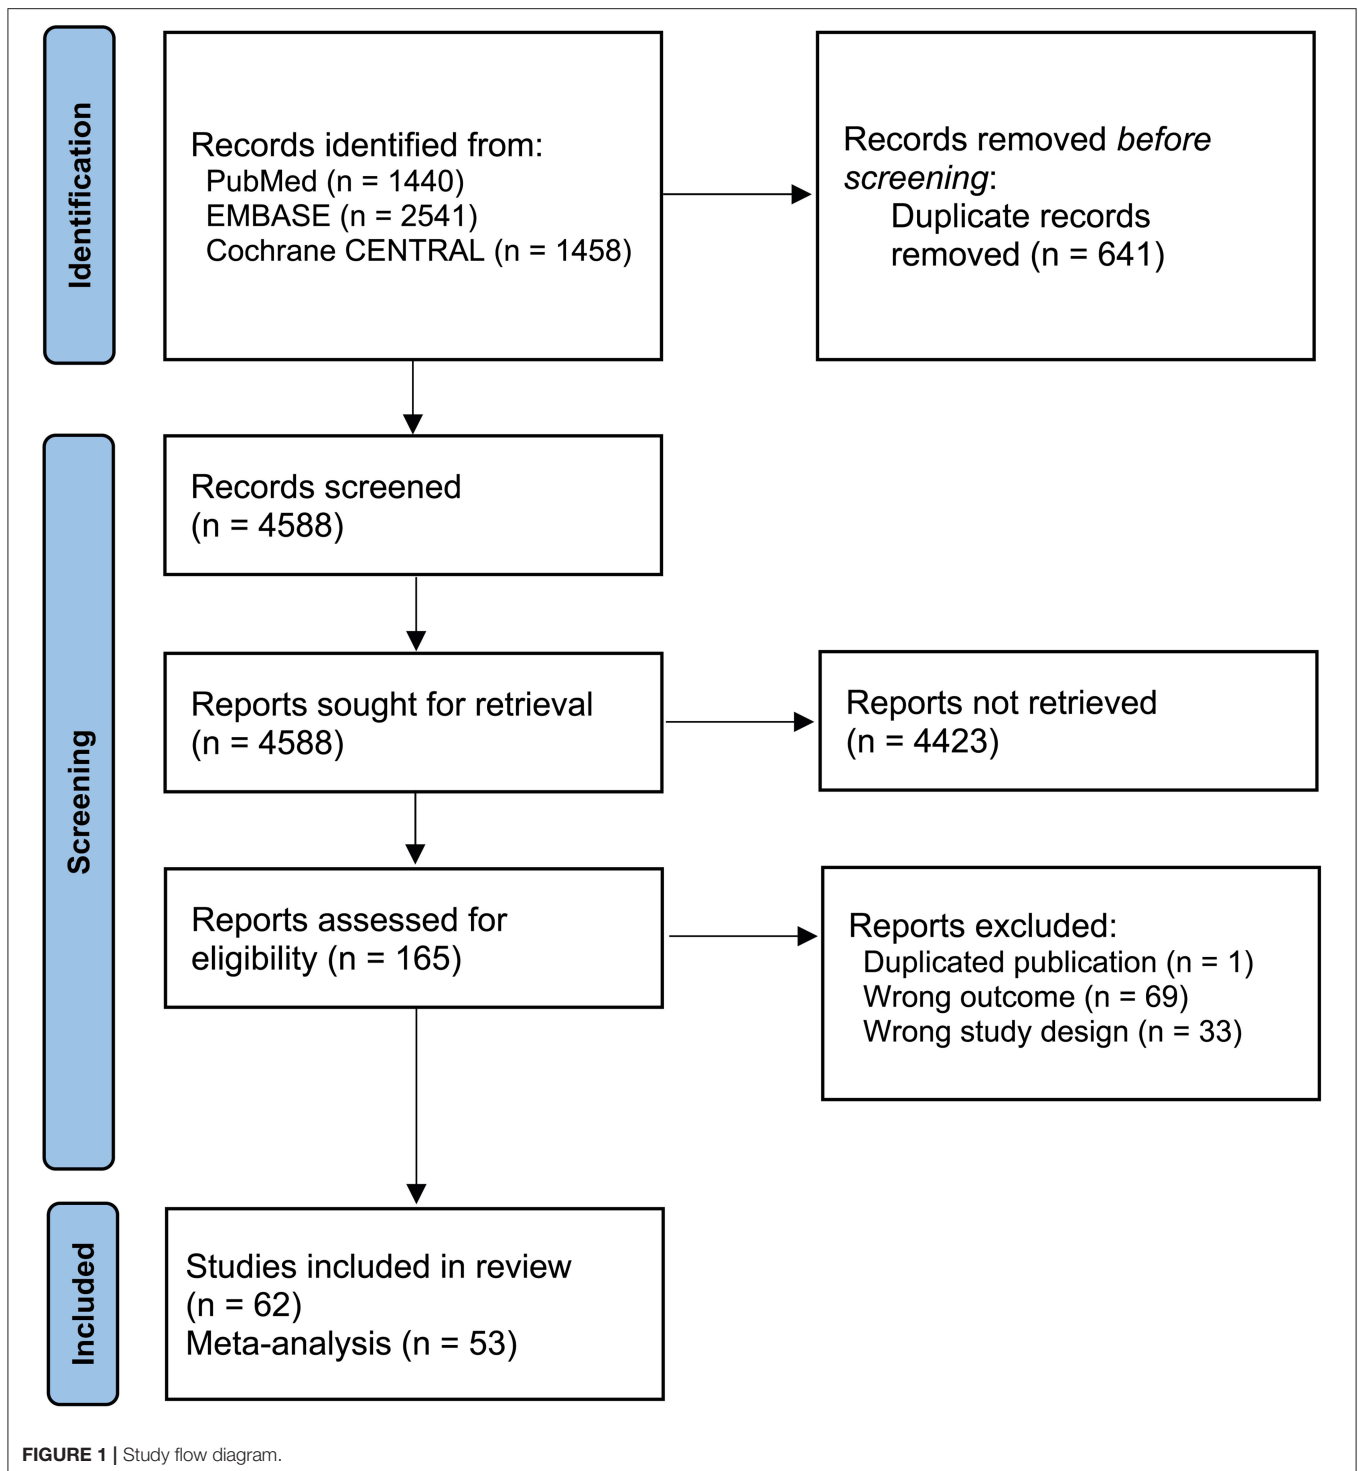 Identification
Records identified from:
PubMed (n = 1440)
EMBASE (n = 2541)
Cochrane CENTRAL (n = 1458)
Records removed before
screening:
Duplicate records
removed (n = 641)
Screening
Records screened
(n = 4588)
Reports sought for retrieval
(n = 4588)
Reports not retrieved
(n = 4423)
Reports assessed for
eligibility (n = 165)
Reports excluded:
Duplicated publication (n = 1)
Wrong outcome (n = 69)
Wrong study design (n = 33)
Included
Studies included in review
(n = 62)
Meta-analysis (n = 53)
FIGURE 1 | Study flow diagram.